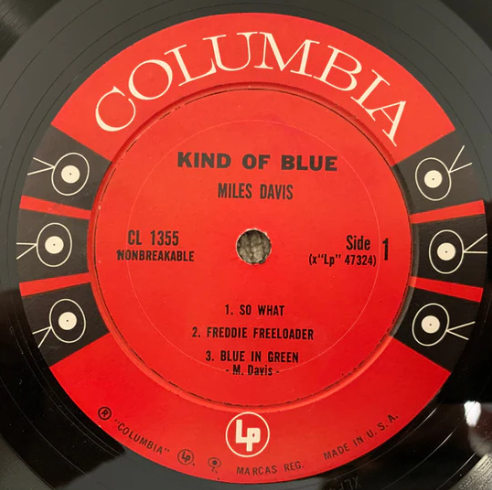 COLUMBIA
KIND OF BLUE
MILES DAVIS
CL 1355
NONBREAKABLE
Side 1
(x"Lp" 47324)
1. SO WHAT
2. FREDDIE FREELOADER
3. BLUE IN GREEN
- M. Davis -
Lp
® "COLUMBIA" MARCAS REG. MADE IN U. S. A.